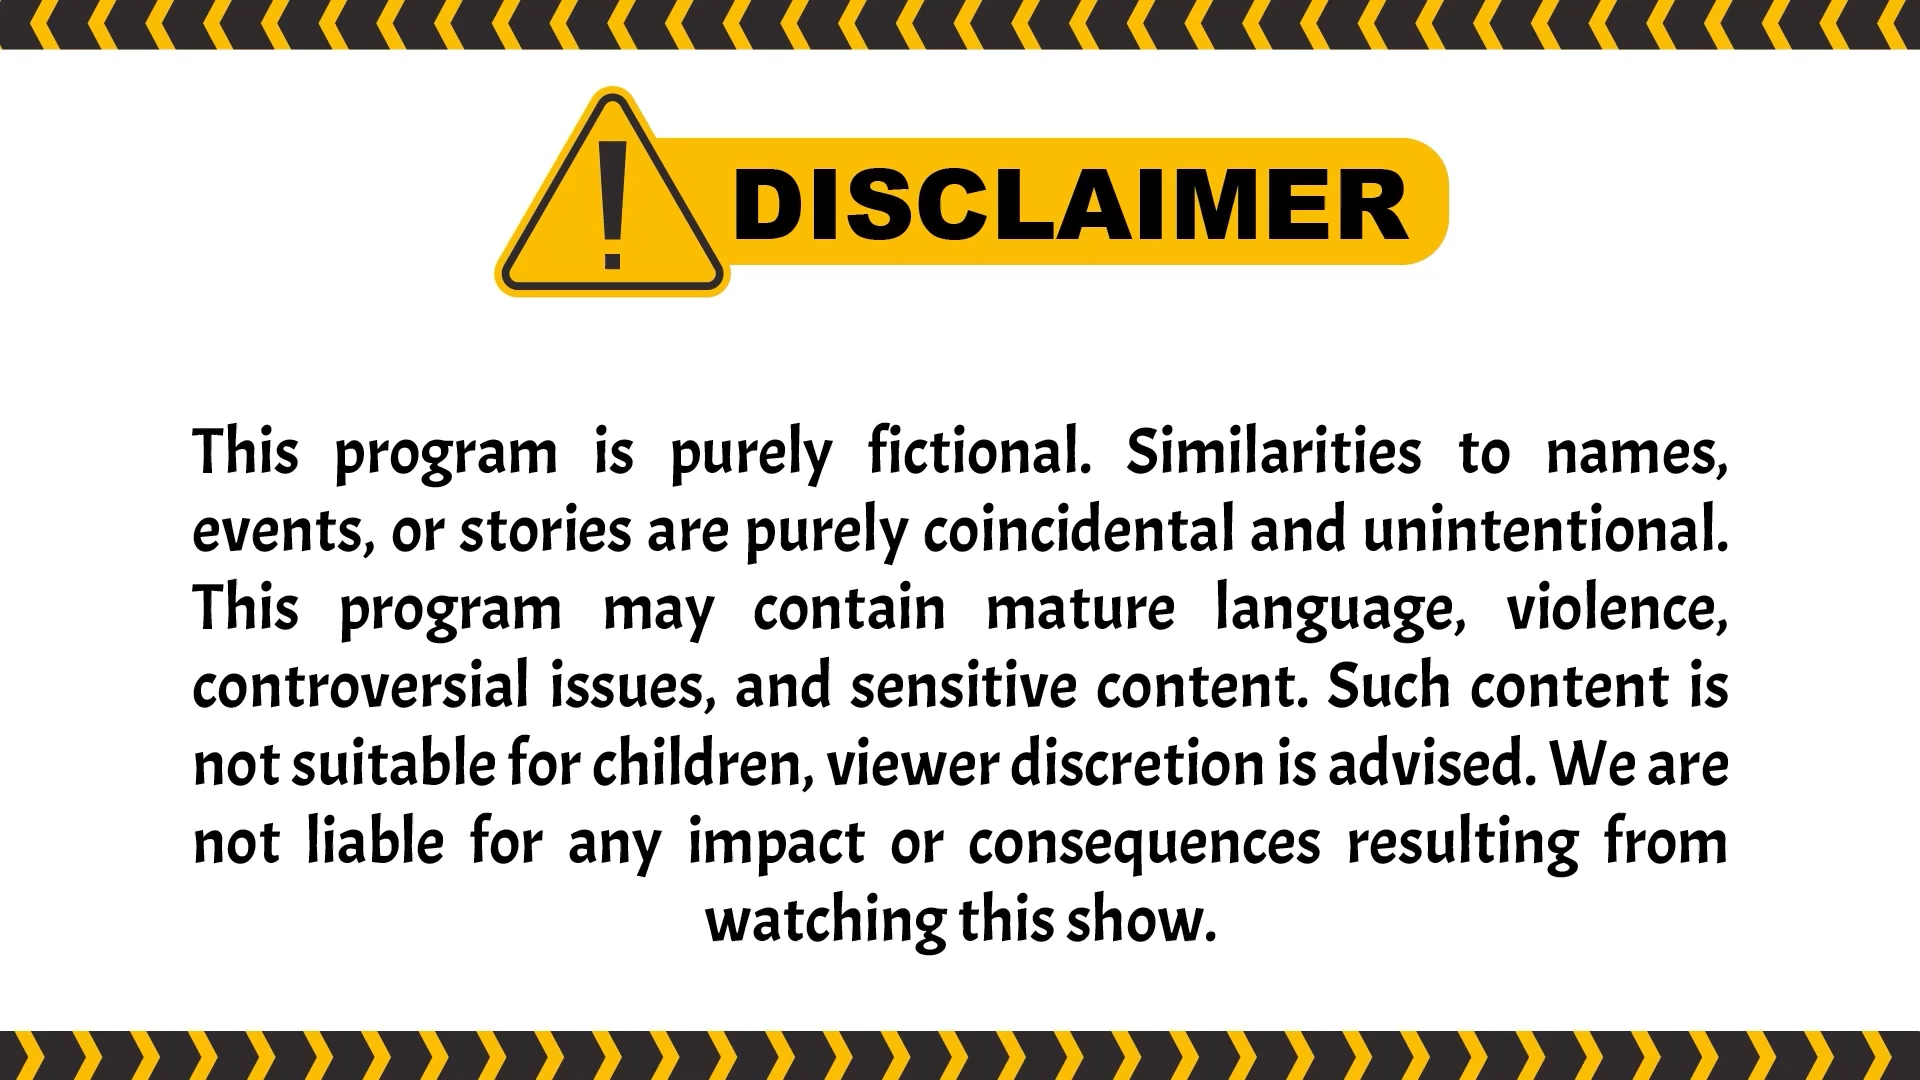 DISCLAIMER
This program is purely fictional. Similarities to names,
events, or stories are purely coincidental and unintentional.
This program may contain mature language, violence,
controversial issues, and sensitive content. Such content is
not suitable for children, viewer discretion is advised. We are
not liable for any impact or consequences resulting from
watching this show.